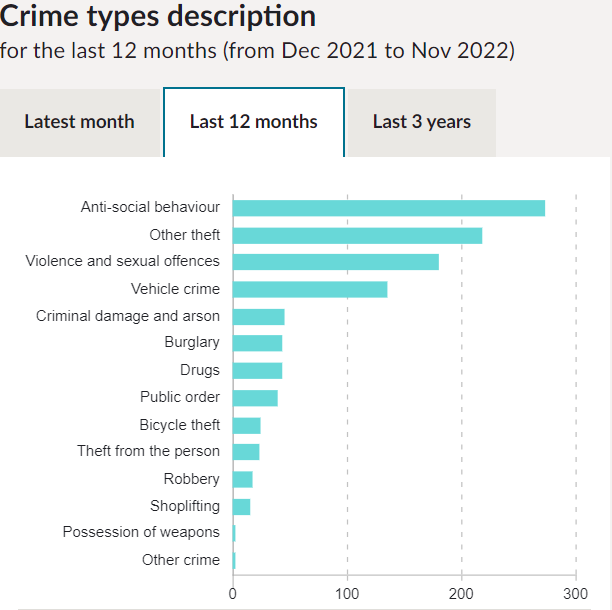 Crime types description
for the last 12 months (from Dec 2021 to Nov 2022)
Latest month
Last 12 months
Last 3 years
Anti-social behaviour
Other theft
Violence and sexual offences
Vehicle crime
Criminal damage and arson
Burglary
Drugs
Public order
Bicycle theft
Theft from the person
Robbery
Shoplifting
Possession of weapons
Other crime
0 100 200 300